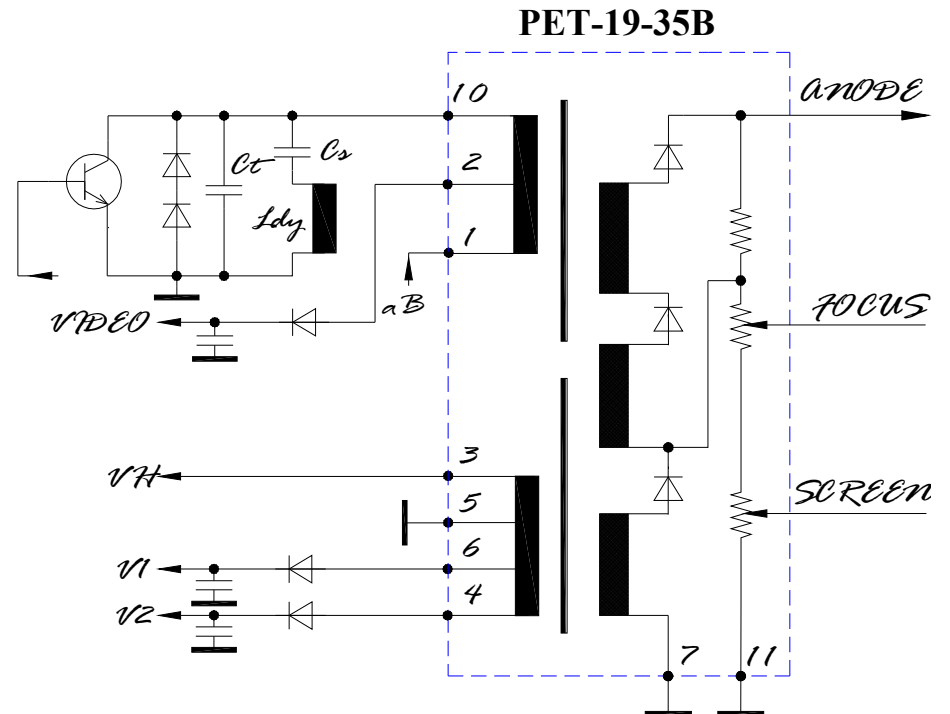 PET-19-35B
10
ANODE
Ct
Cs
2
Ldy
1
aB
VIDEO
FOCUS
3
VH
5
SCREEN
6
V1
4
V2
7
11